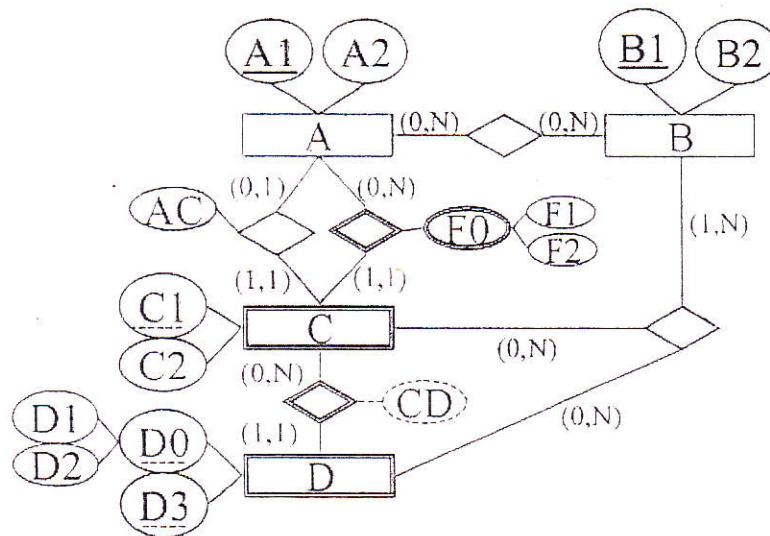 A1 A2 B1 B2
A (0,N) (0,N) B
(0,1) (0,N)
AC F0 F1
F2
(1,N)
(1,1) (1,1)
C1 C
C2 (0,N) (0,N)
CD
D1 (0,N)
D0 (1,1)
D2 D
D3